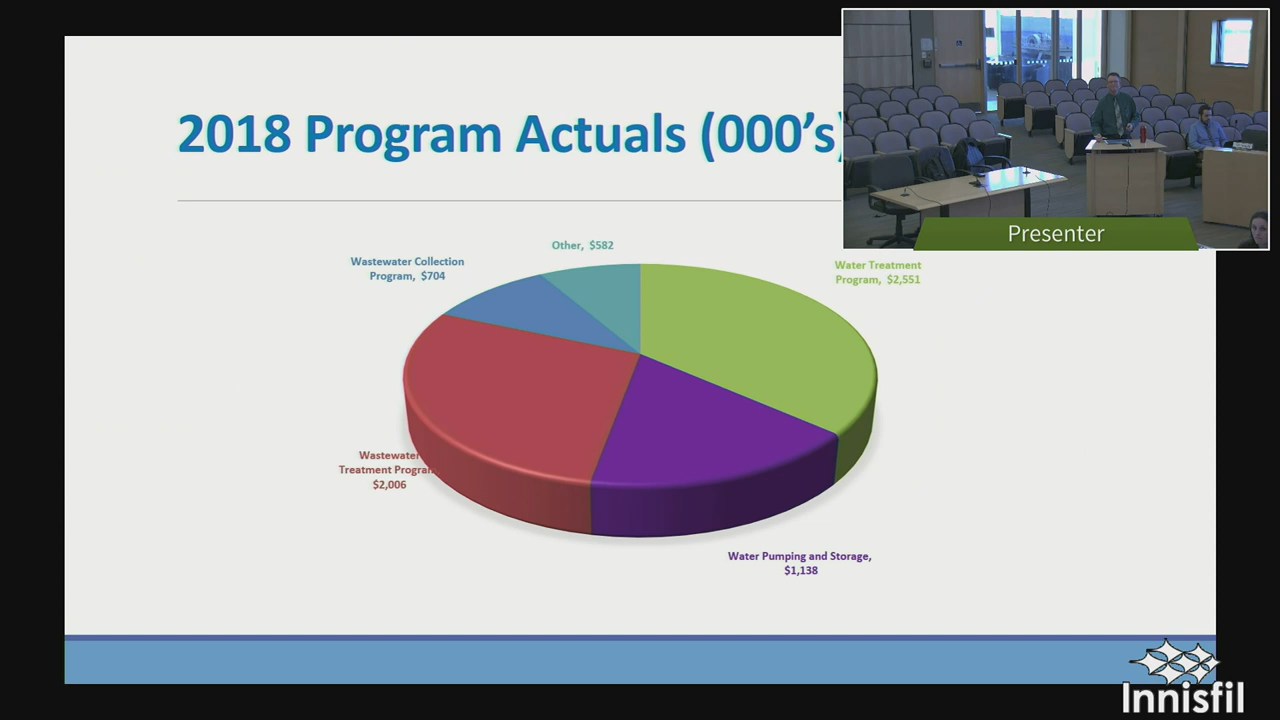 2018 Program Actuals (000's)
Presenter
Other, $582
Wastewater Collection
Program, $704
Water Treatment
Program, $2,551
Wastewater
Treatment Program
$2,006
Water Pumping and Storage,
$1,138
Innisfil